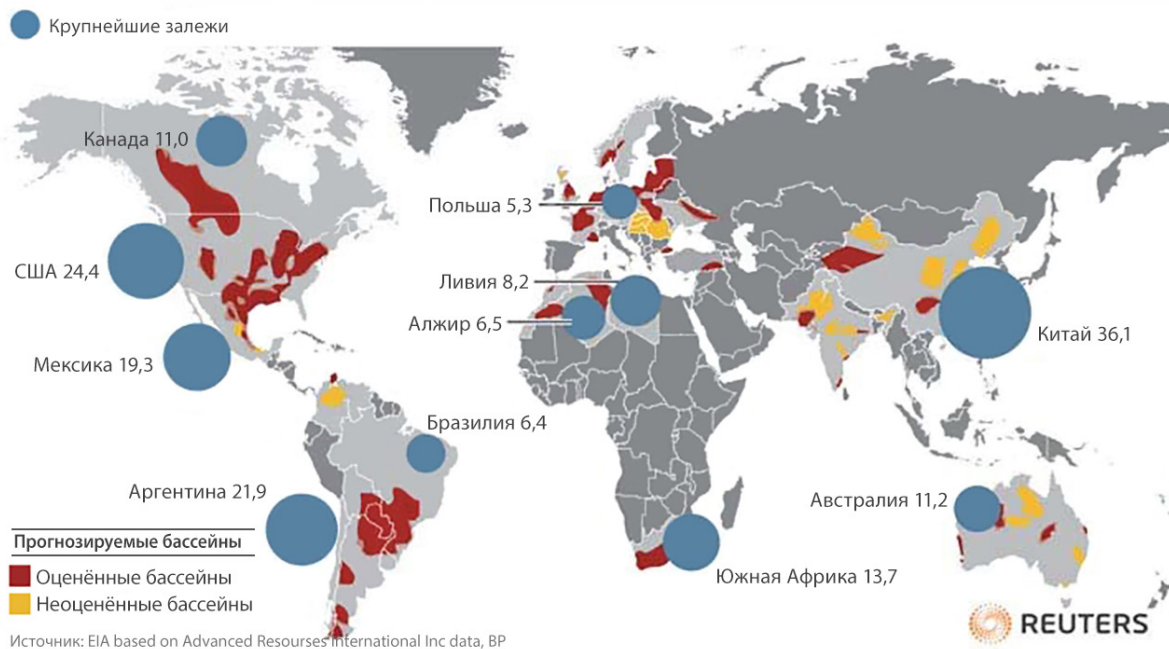 Крупнейшие залежи
Канада 11,0
Польша 5,3
США 24,4
Ливия 8,2
Алжир 6,5
Китай 36,1
Мексика 19,3
Бразилия 6,4
Аргентина 21,9
Австралия 11,2
Южная Африка 13,7
Прогнозируемые бассейны
Оценённые бассейны
Неоценённые бассейны
REUTERS
Источник: EIA based on Advanced Resourses International Inc data, BP